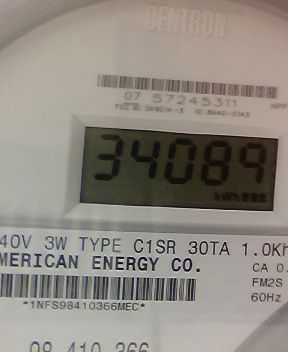 CENTRON®
07 57245311
34089
kWh
40V 3W TYPE C1SR 30TA 1.0Kh
MERICAN ENERGY CO.
CA 0.
FM2S
60Hz
*1NFS98410366MEC*
98 410 366